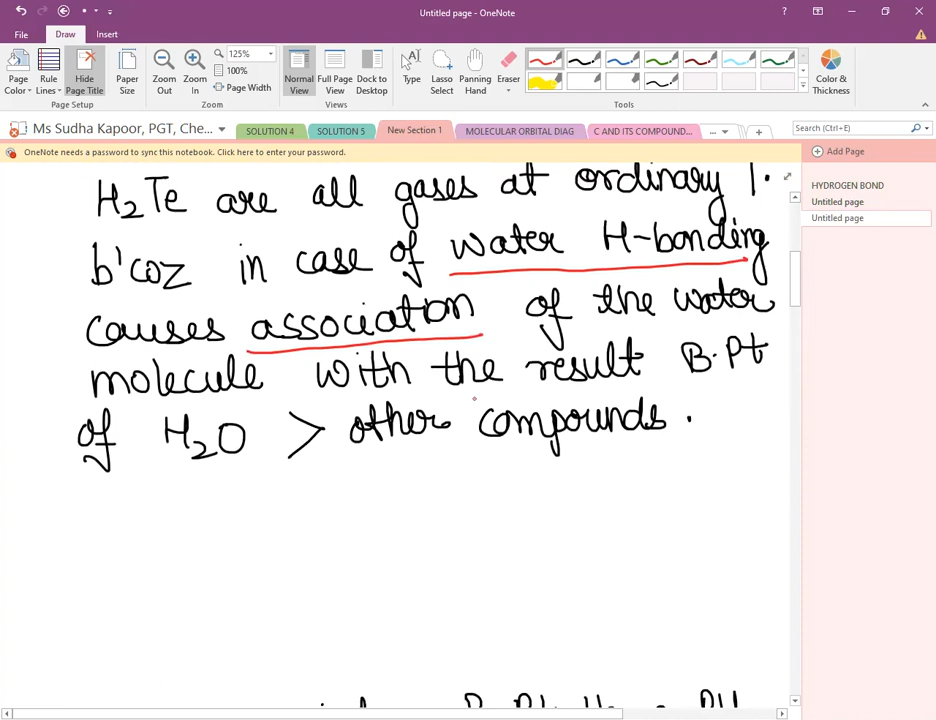 Untitled page - OneNote
File Draw Insert
125%
100%
Page Width
Page Color
Rule Lines
Hide Page Title
Paper Size
Zoom Out
Zoom In
Normal View
Full Page View
Dock to Desktop
Type
Lasso Select
Panning Hand
Eraser
Color & Thickness
Page Setup Zoom Views Tools
Ms Sudha Kapoor, PGT, Che... SOLUTION 4 SOLUTION 5 New Section 1 MOLECULAR ORBITAL DIAG C AND ITS COMPOUND... ... Search (Ctrl+E)
OneNote needs a password to sync this notebook. Click here to enter your password.
Add Page
HYDROGEN BOND
Untitled page
Untitled page
H2Te are all gases at ordinary
b'coz in case of water H-bonding
causes association of the water
molecule with the result B.Pt
of H2O > other compounds.